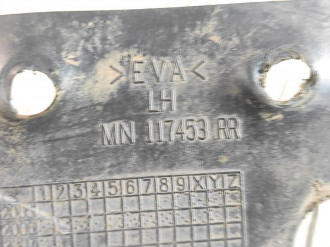 >EVA<
LH
MN 117453 RR
1 2 3 4 5 6 7 8 9 X Y Z